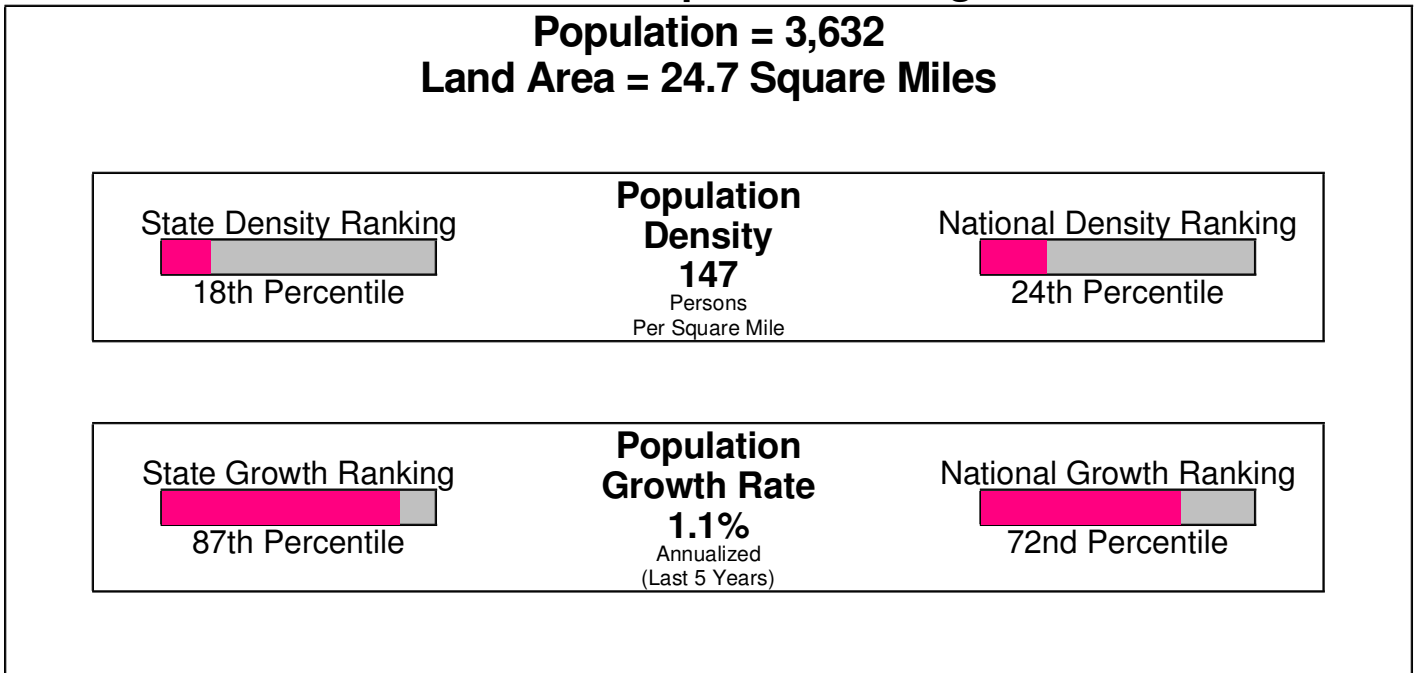 Population = 3,632
Land Area = 24.7 Square Miles
State Density Ranking
18th Percentile
Population
Density
147
Persons
Per Square Mile
National Density Ranking
24th Percentile
State Growth Ranking
87th Percentile
Population
Growth Rate
1.1%
Annualized
(Last 5 Years)
National Growth Ranking
72nd Percentile